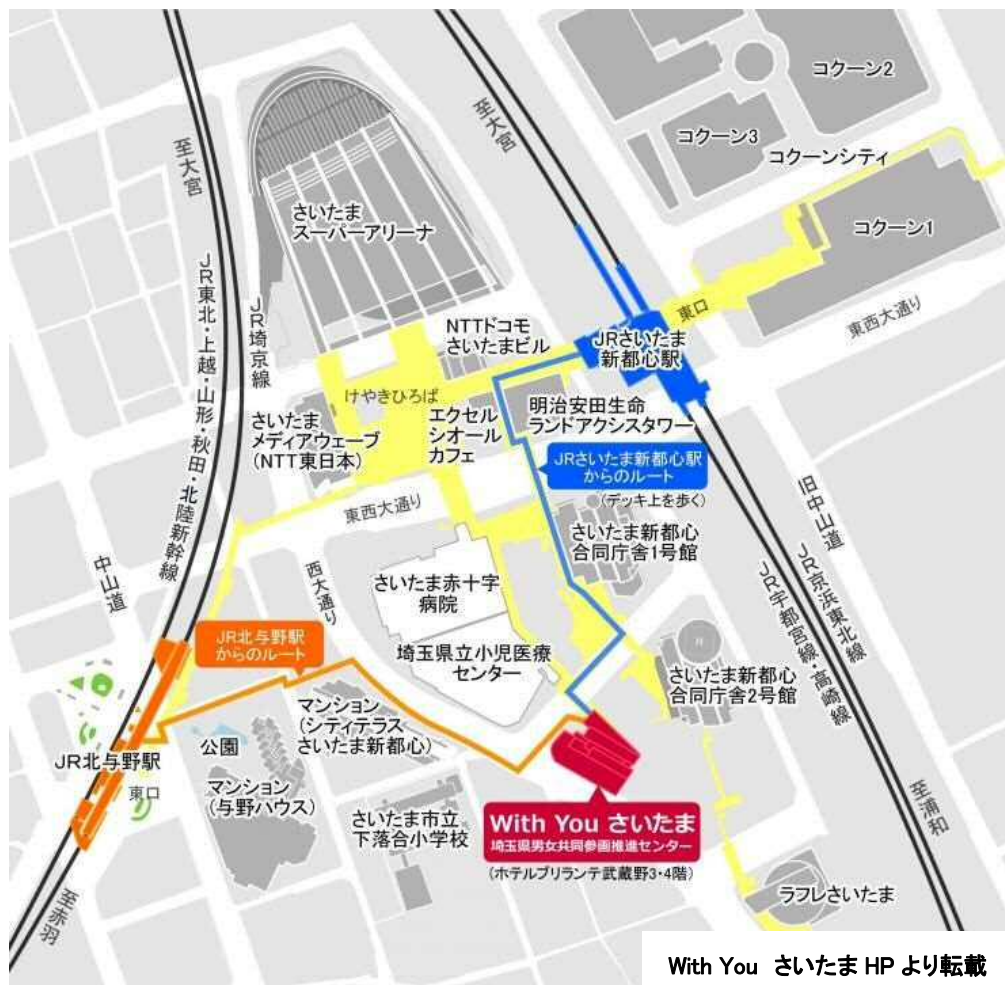 コクーン2
至大宮
至大宮
コクーン3
コクーンシティ
さいたま
スーパーアリーナ
コクーン1
JR東北・上越・山形・秋田・北陸新幹線
JR埼京線
東口
東西大通り
NTTドコモ
さいたまビル
JRさいたま
新都心駅
けやきひろば
さいたま
メディアウェーブ
(NTT東日本)
エクセル
シオール
カフェ
明治安田生命
ランドアクシスタワー
JRさいたま新都心駅
からのルート
(デッキ上を歩く)
東西大通り
さいたま新都心
合同庁舎1号館
旧中山道
JR京浜東北線
JR宇都宮線・高崎線
中山道
西大通り
さいたま赤十字
病院
JR北与野駅
からのルート
埼玉県立小児医療
センター
H
さいたま新都心
合同庁舎2号館
マンション
(シティテラス
さいたま新都心)
公園
JR北与野駅
東口
マンション
(与野ハウス)
さいたま市立
下落合小学校
With You さいたま
埼玉県男女共同参画推進センター
(ホテルブリランテ武蔵野3・4階)
至浦和
至赤羽
ラフレさいたま
With You さいたま HP より転載